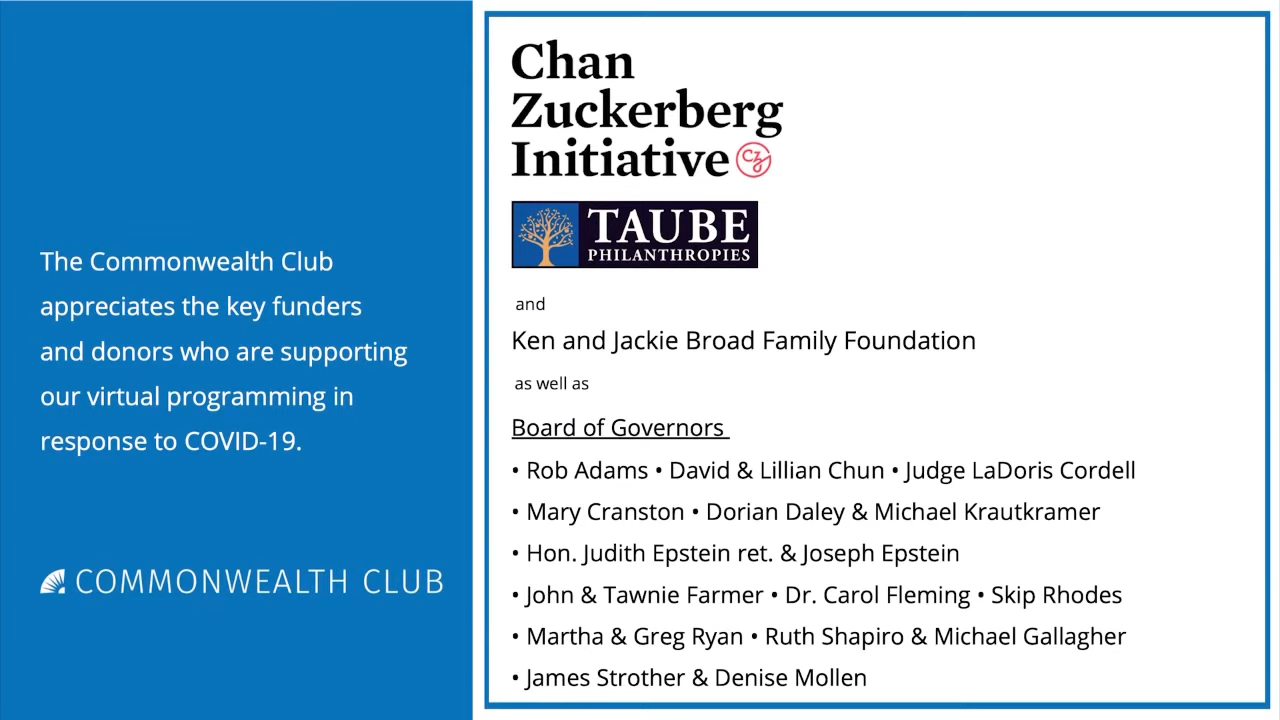 The Commonwealth Club
appreciates the key funders
and donors who are supporting
our virtual programming in
response to COVID-19.
COMMONWEALTH CLUB
Chan
Zuckerberg
Initiative cz
TAUBE
PHILANTHROPIES
and
Ken and Jackie Broad Family Foundation
as well as
Board of Governors
• Rob Adams • David & Lillian Chun • Judge LaDoris Cordell
• Mary Cranston • Dorian Daley & Michael Krautkramer
• Hon. Judith Epstein ret. & Joseph Epstein
• John & Tawnie Farmer • Dr. Carol Fleming • Skip Rhodes
• Martha & Greg Ryan • Ruth Shapiro & Michael Gallagher
• James Strother & Denise Mollen